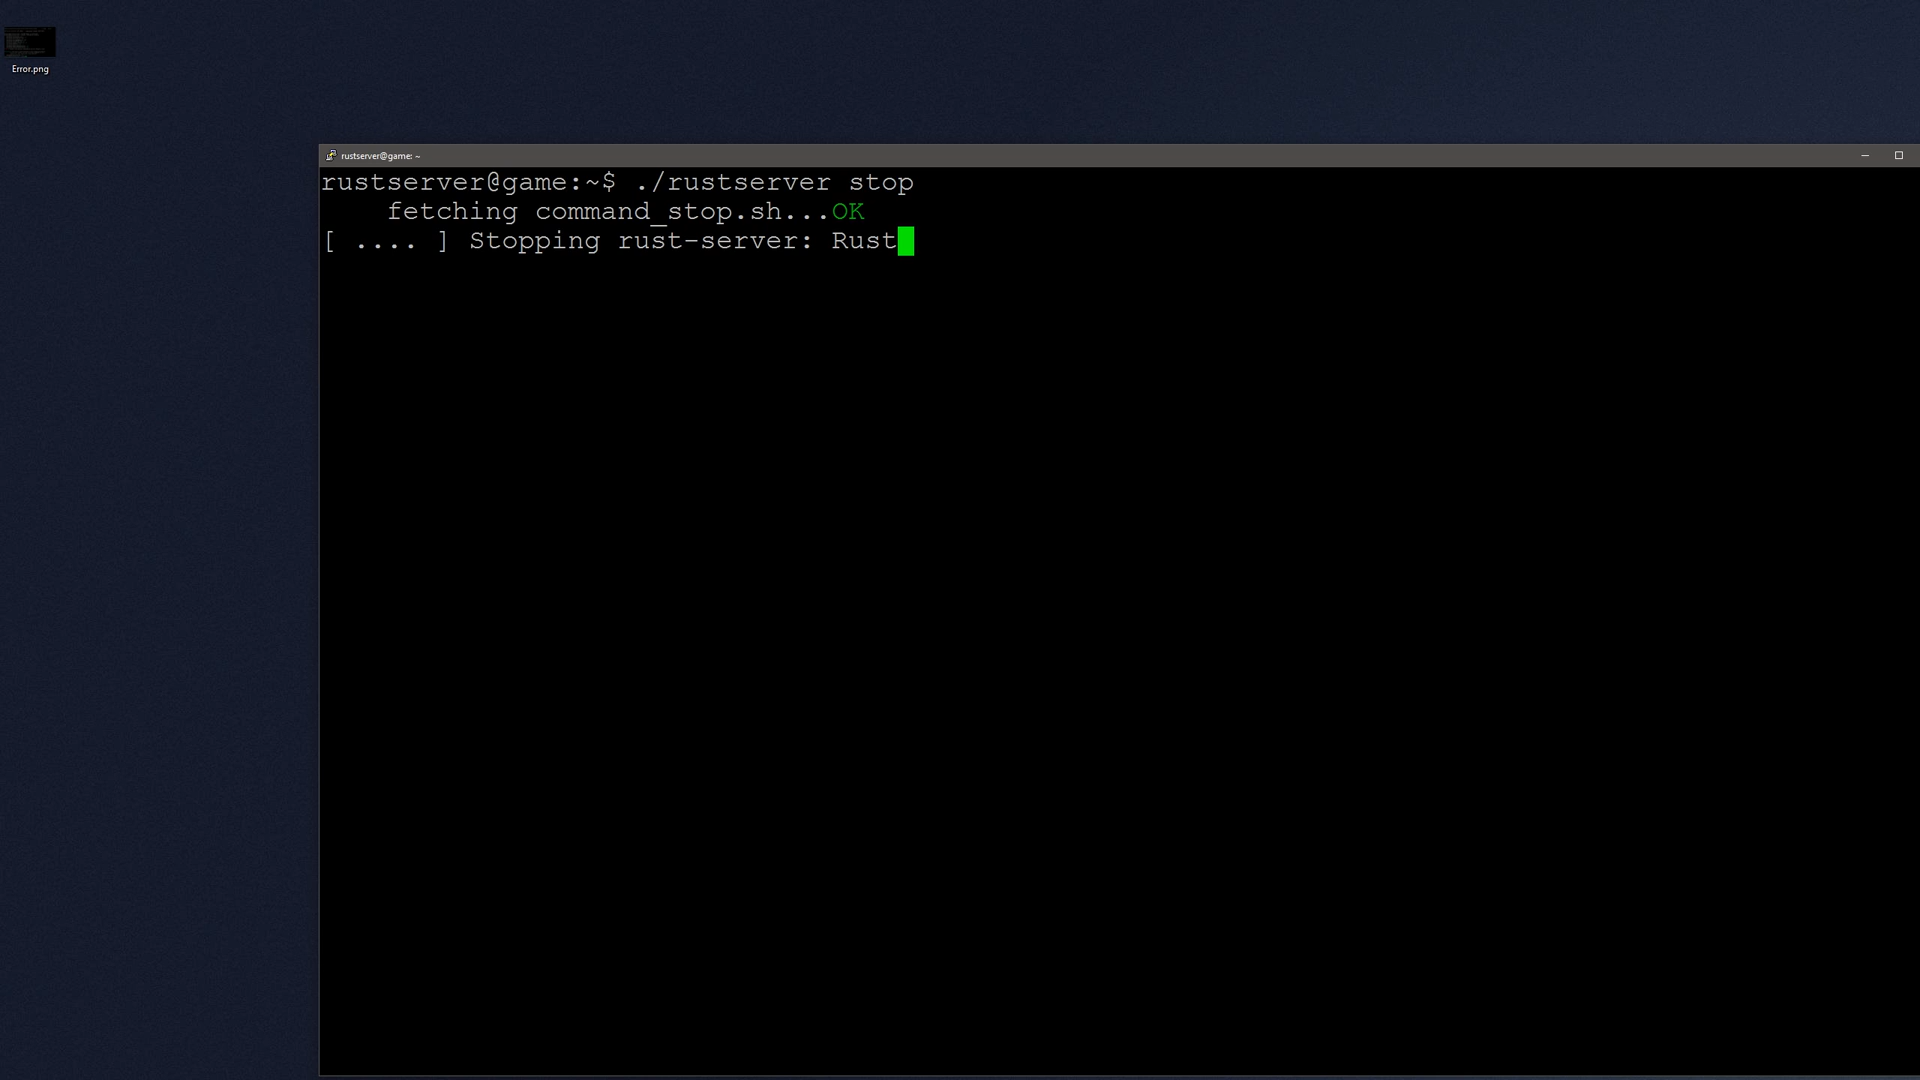 Error.png
rustserver@game: ~
rustserver@game:~$ ./rustserver stop
fetching command_stop.sh...OK
[ .... ] Stopping rust-server: Rust